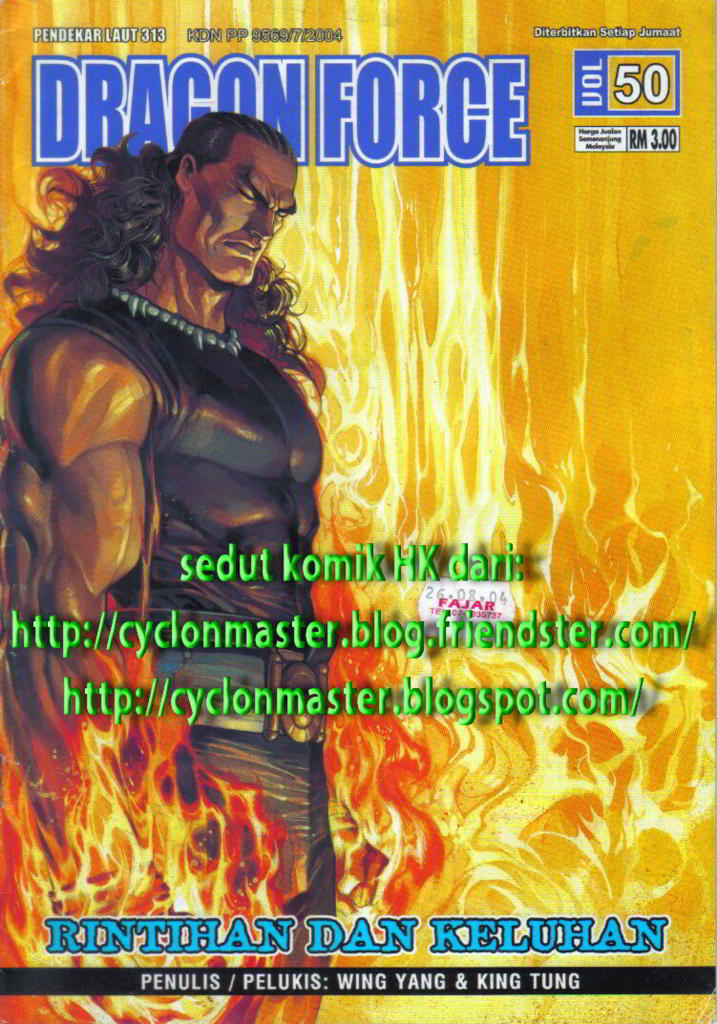 PENDEKAR LAUT 313 KDN PP 9569/7/2004 Diterbitkan Setiap Jumaat
DRAGON FORCE
VOL 50
Harga Jualan
Semenanjung
Malaysia
RM 3.00
sedut komik HK dari:
26.08.04
FAJAR
http://cyclonmaster.blog.friendster.com/
http://cyclonmaster.blogspot.com/
RINTIHAN DAN KELUHAN
PENULIS / PELUKIS: WING YANG & KING TUNG